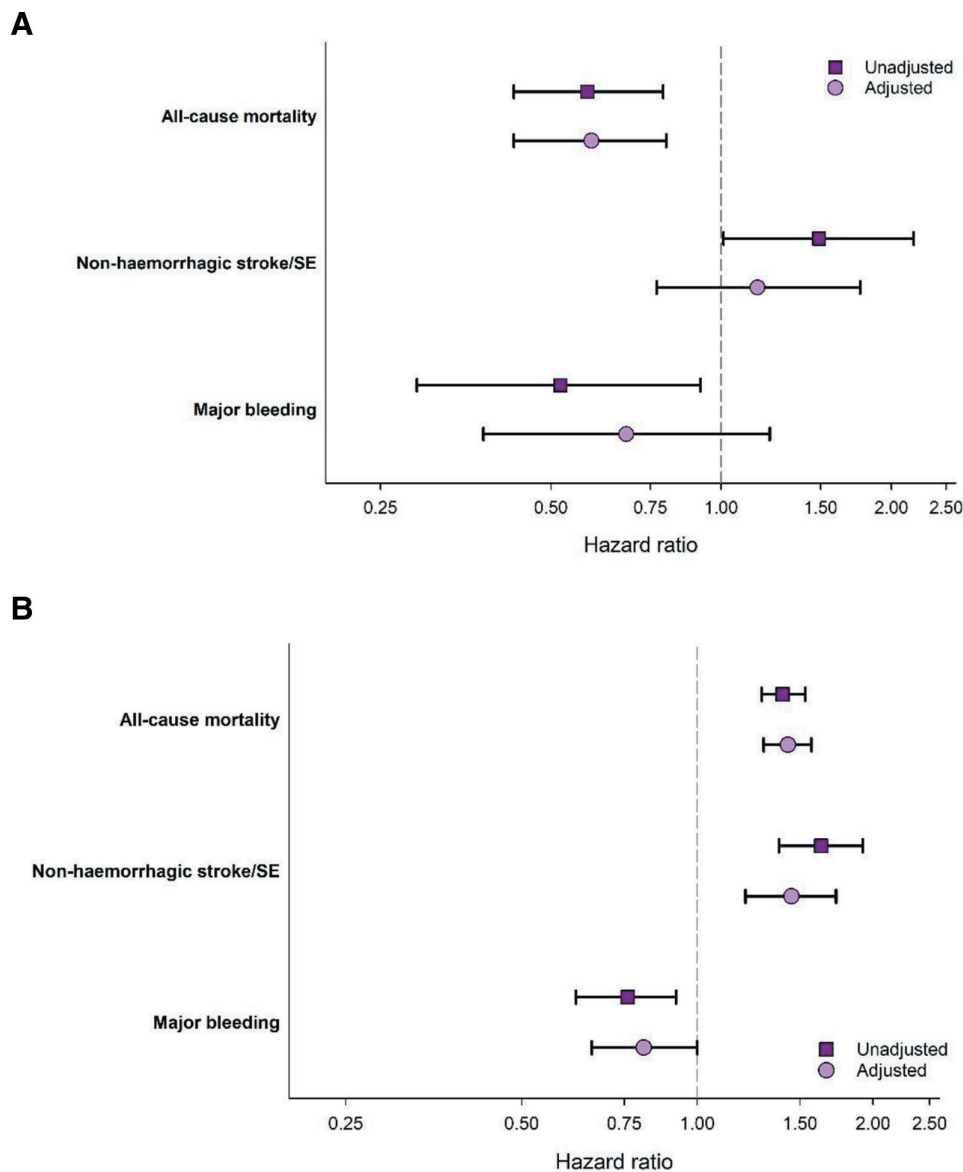 A
Unadjusted
Adjusted
All-cause mortality
Non-haemorrhagic stroke/SE
Major bleeding
0.25 0.50 0.75 1.00 1.50 2.00 2.50
Hazard ratio
B
All-cause mortality
Non-haemorrhagic stroke/SE
Major bleeding
Unadjusted
Adjusted
0.25 0.50 0.75 1.00 1.50 2.00 2.50
Hazard ratio